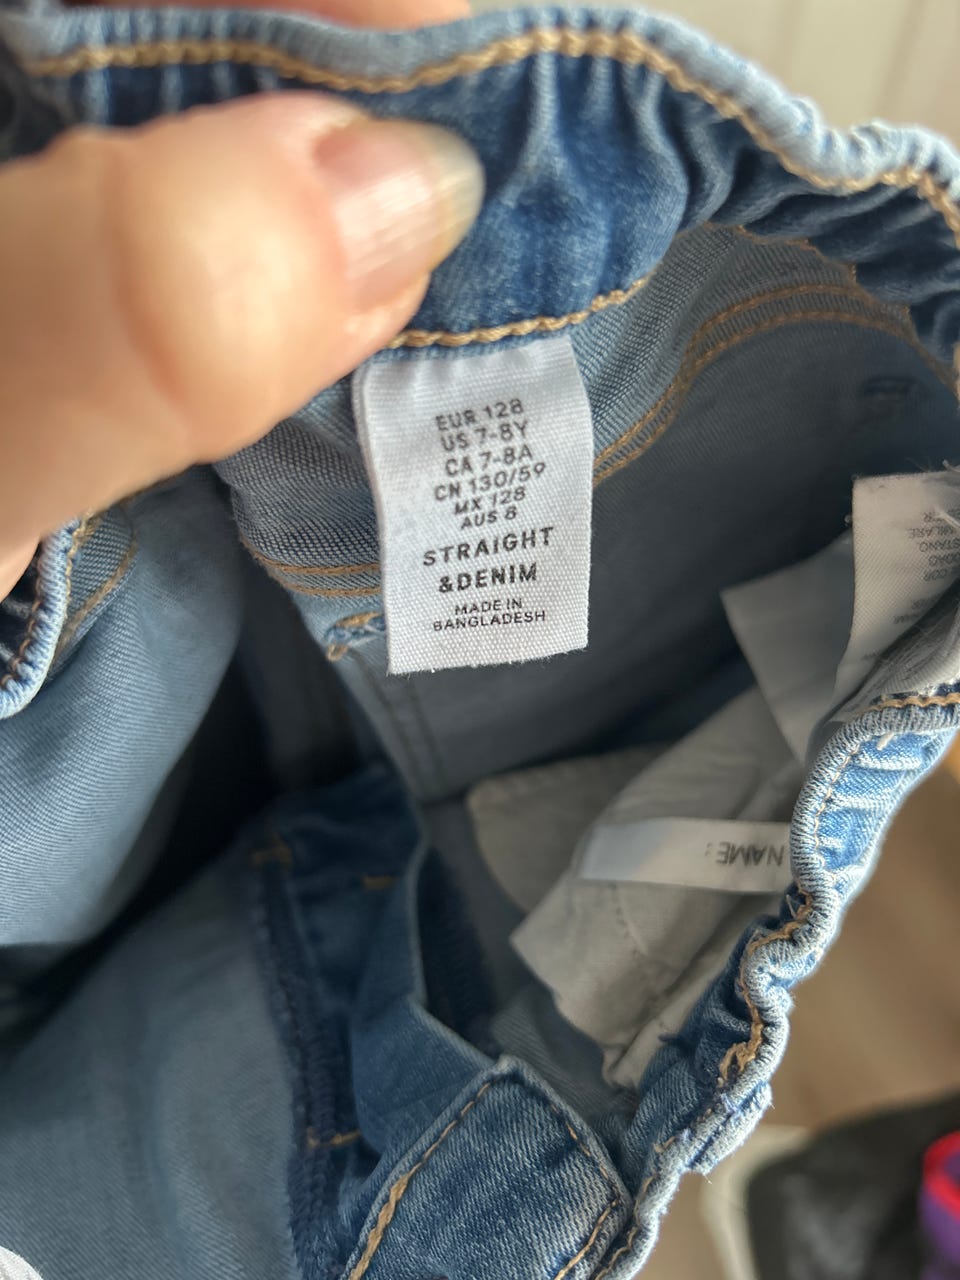 EUR 128
US 7-8Y
CA 7-8A
CN 130/59
MX 128
AUS 8
STRAIGHT
&DENIM
MADE IN
BANGLADESH
NAME: